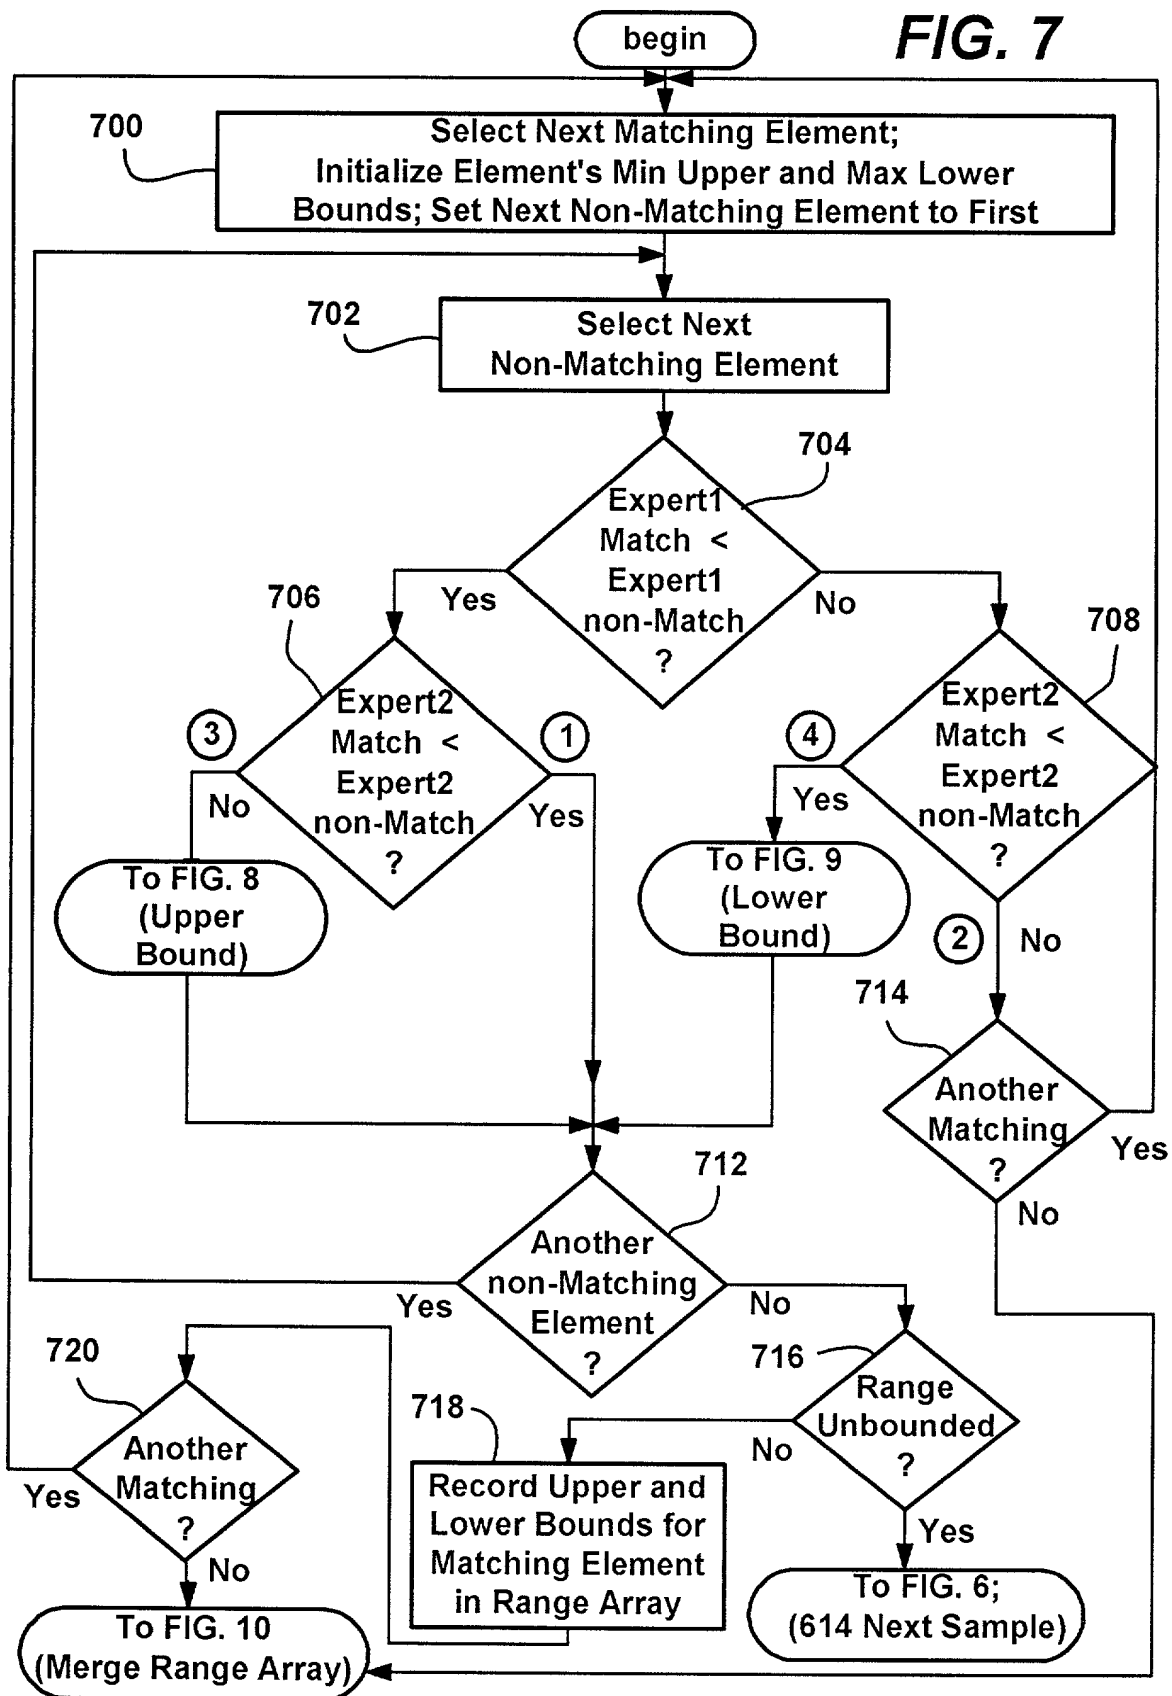 begin
FIG. 7
700
Select Next Matching Element;
Initialize Element's Min Upper and Max Lower
Bounds; Set Next Non-Matching Element to First
702
Select Next
Non-Matching Element
704
Expert1
Match <
Expert1
non-Match
?
Yes
No
706
Expert2
Match <
Expert2
non-Match
?
3
No
1
Yes
708
Expert2
Match <
Expert2
non-Match
?
4
Yes
2
No
To FIG. 8
(Upper
Bound)
To FIG. 9
(Lower
Bound)
714
Another
Matching
?
Yes
No
712
Another
non-Matching
Element
?
Yes
No
716
Range
Unbounded
?
No
Yes
718
Record Upper and
Lower Bounds for
Matching Element
in Range Array
720
Another
Matching
?
Yes
No
To FIG. 6;
(614 Next Sample)
To FIG. 10
(Merge Range Array)